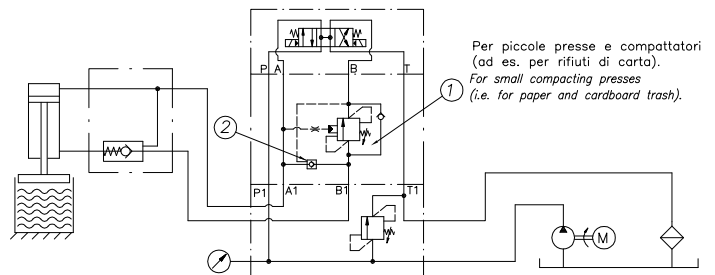 P A B T
Per piccole presse e compattatori
(ad es. per rifiuti di carta).
For small compacting presses
(i.e. for paper and cardboard trash).
1
2
P1 A1 B1 T1
M